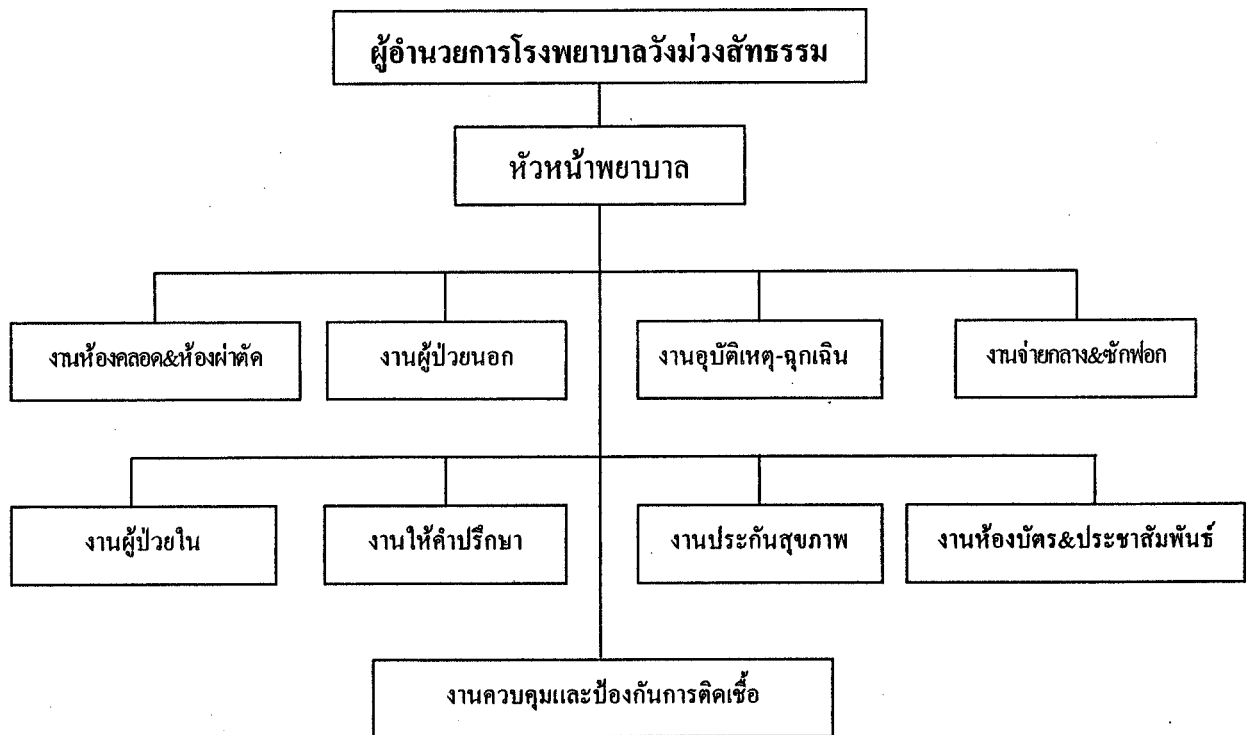 ผู้อำนวยการโรงพยาบาลวังม่วงสัทธรรม
หัวหน้าพยาบาล
งานห้องคลอด&ห้องผ่าตัด
งานผู้ป่วยนอก
งานอุบัติเหตุ-ฉุกเฉิน
งานจ่ายกลาง&ซักฟอก
งานผู้ป่วยใน
งานให้คำปรึกษา
งานประกันสุขภาพ
งานห้องบัตร&ประชาสัมพันธ์
งานควบคุมและป้องกันการติดเชื้อ